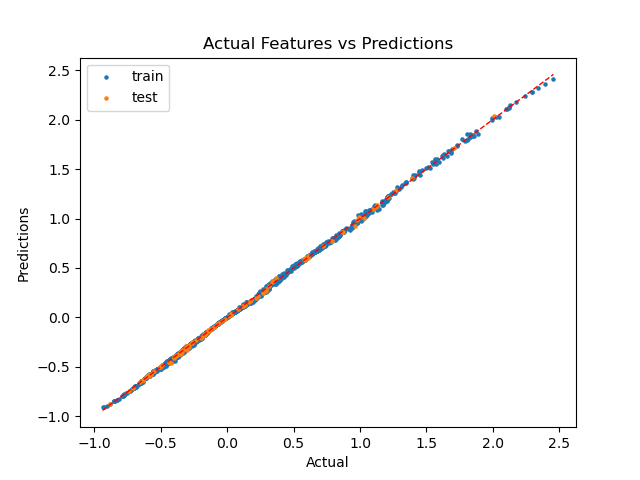 Actual Features vs Predictions
train
test
2.5
2.0
1.5
1.0
0.5
0.0
−0.5
−1.0
Predictions
−1.0 −0.5 0.0 0.5 1.0 1.5 2.0 2.5
Actual